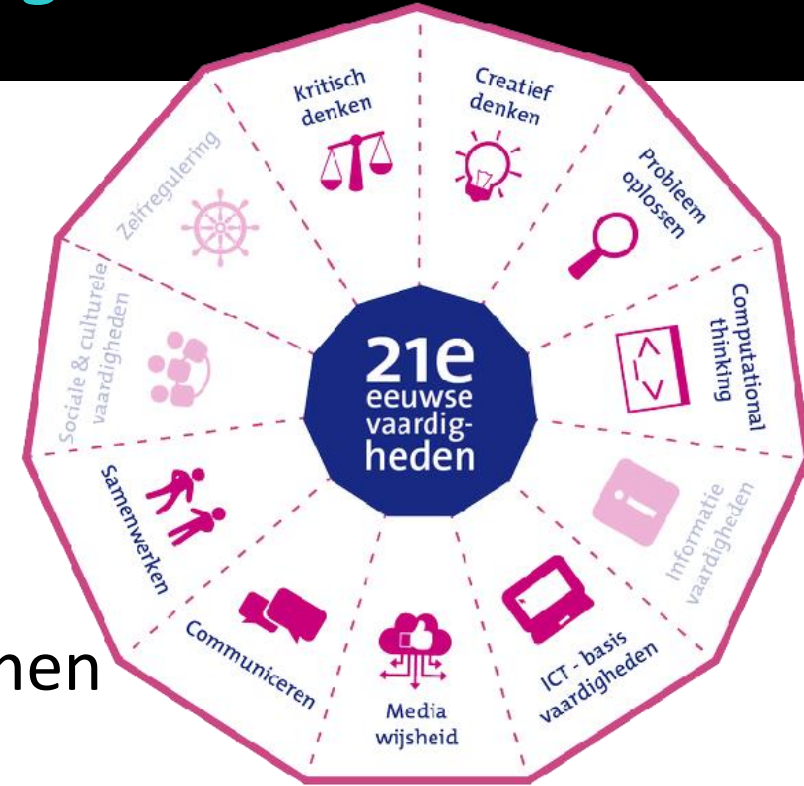 Kritisch
denken
Creatief
denken
Probleem
oplossen
Computational
thinking
Informatie
vaardigheden
ICT - basis
vaardigheden
Media
wijsheid
Communiceren
Samenwerken
Sociale & culturele
vaardigheden
Zelfregulering
21e
eeuwse
vaardig-
heden